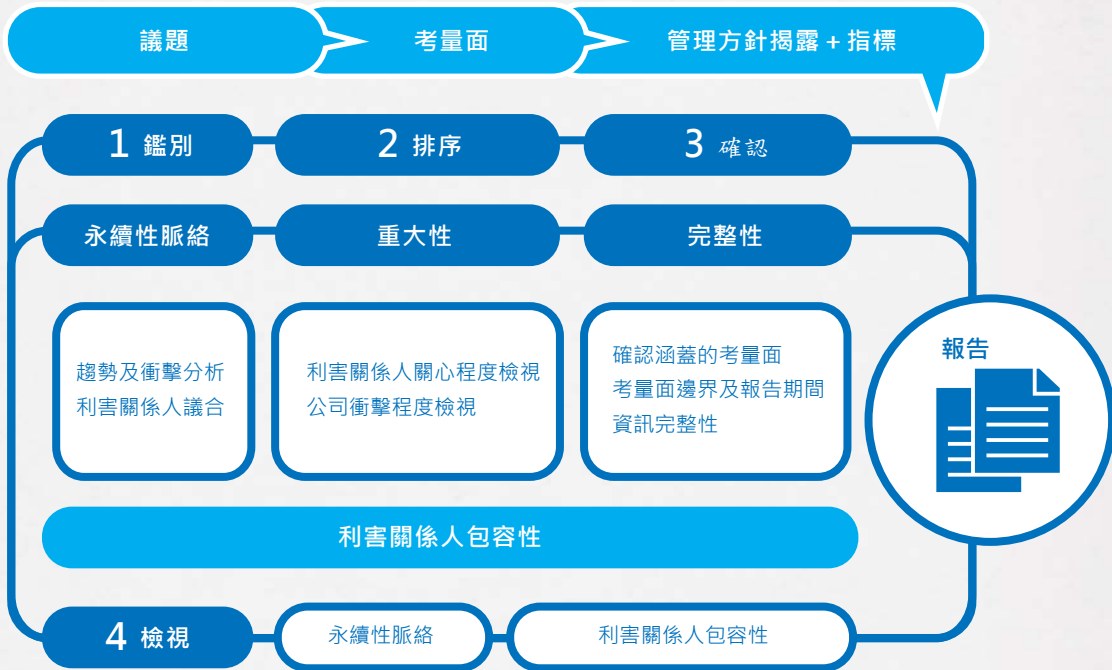 議題
考量面
管理方針揭露+指標
1 鑑別
2 排序
3 確認
永續性脈絡
重大性
完整性
趨勢及衝擊分析
利害關係人議合
利害關係人關心程度檢視
公司衝擊程度檢視
確認涵蓋的考量面
考量面邊界及報告期間
資訊完整性
報告
利害關係人包容性
4 檢視
永續性脈絡
利害關係人包容性